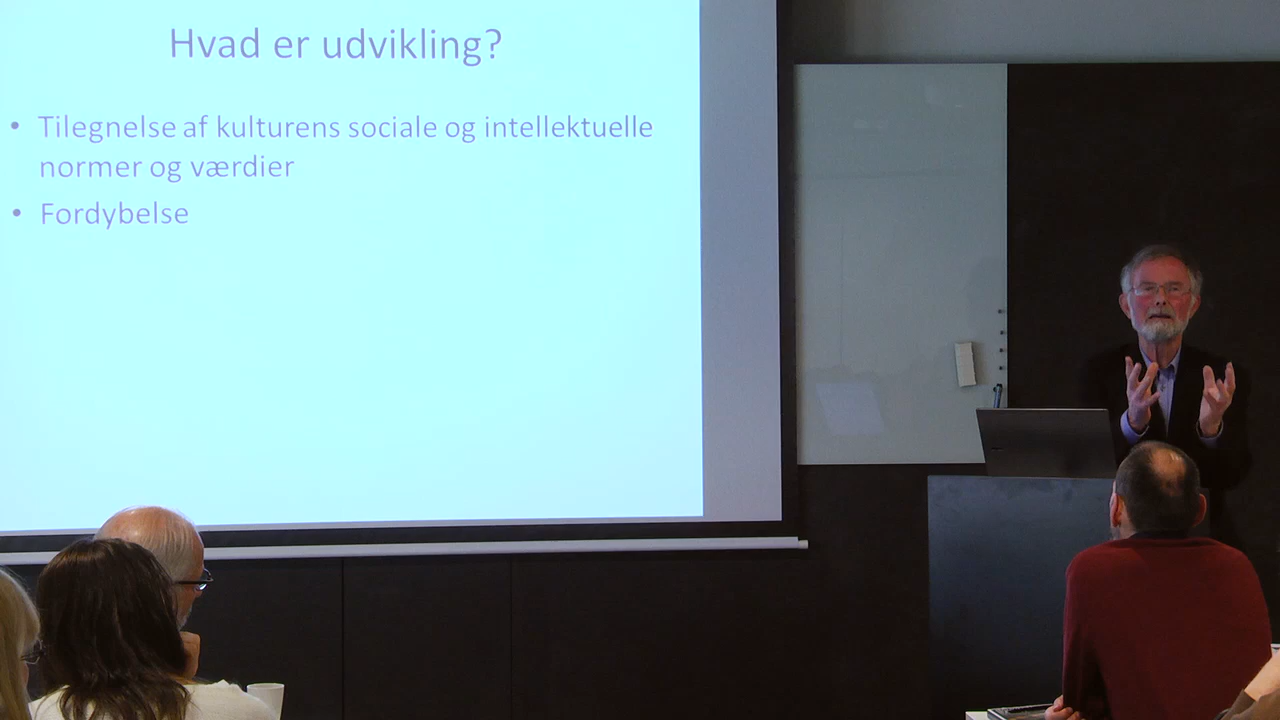 Hvad er udvikling?
• Tilegnelse af kulturens sociale og intellektuelle
normer og værdier
• Fordybelse